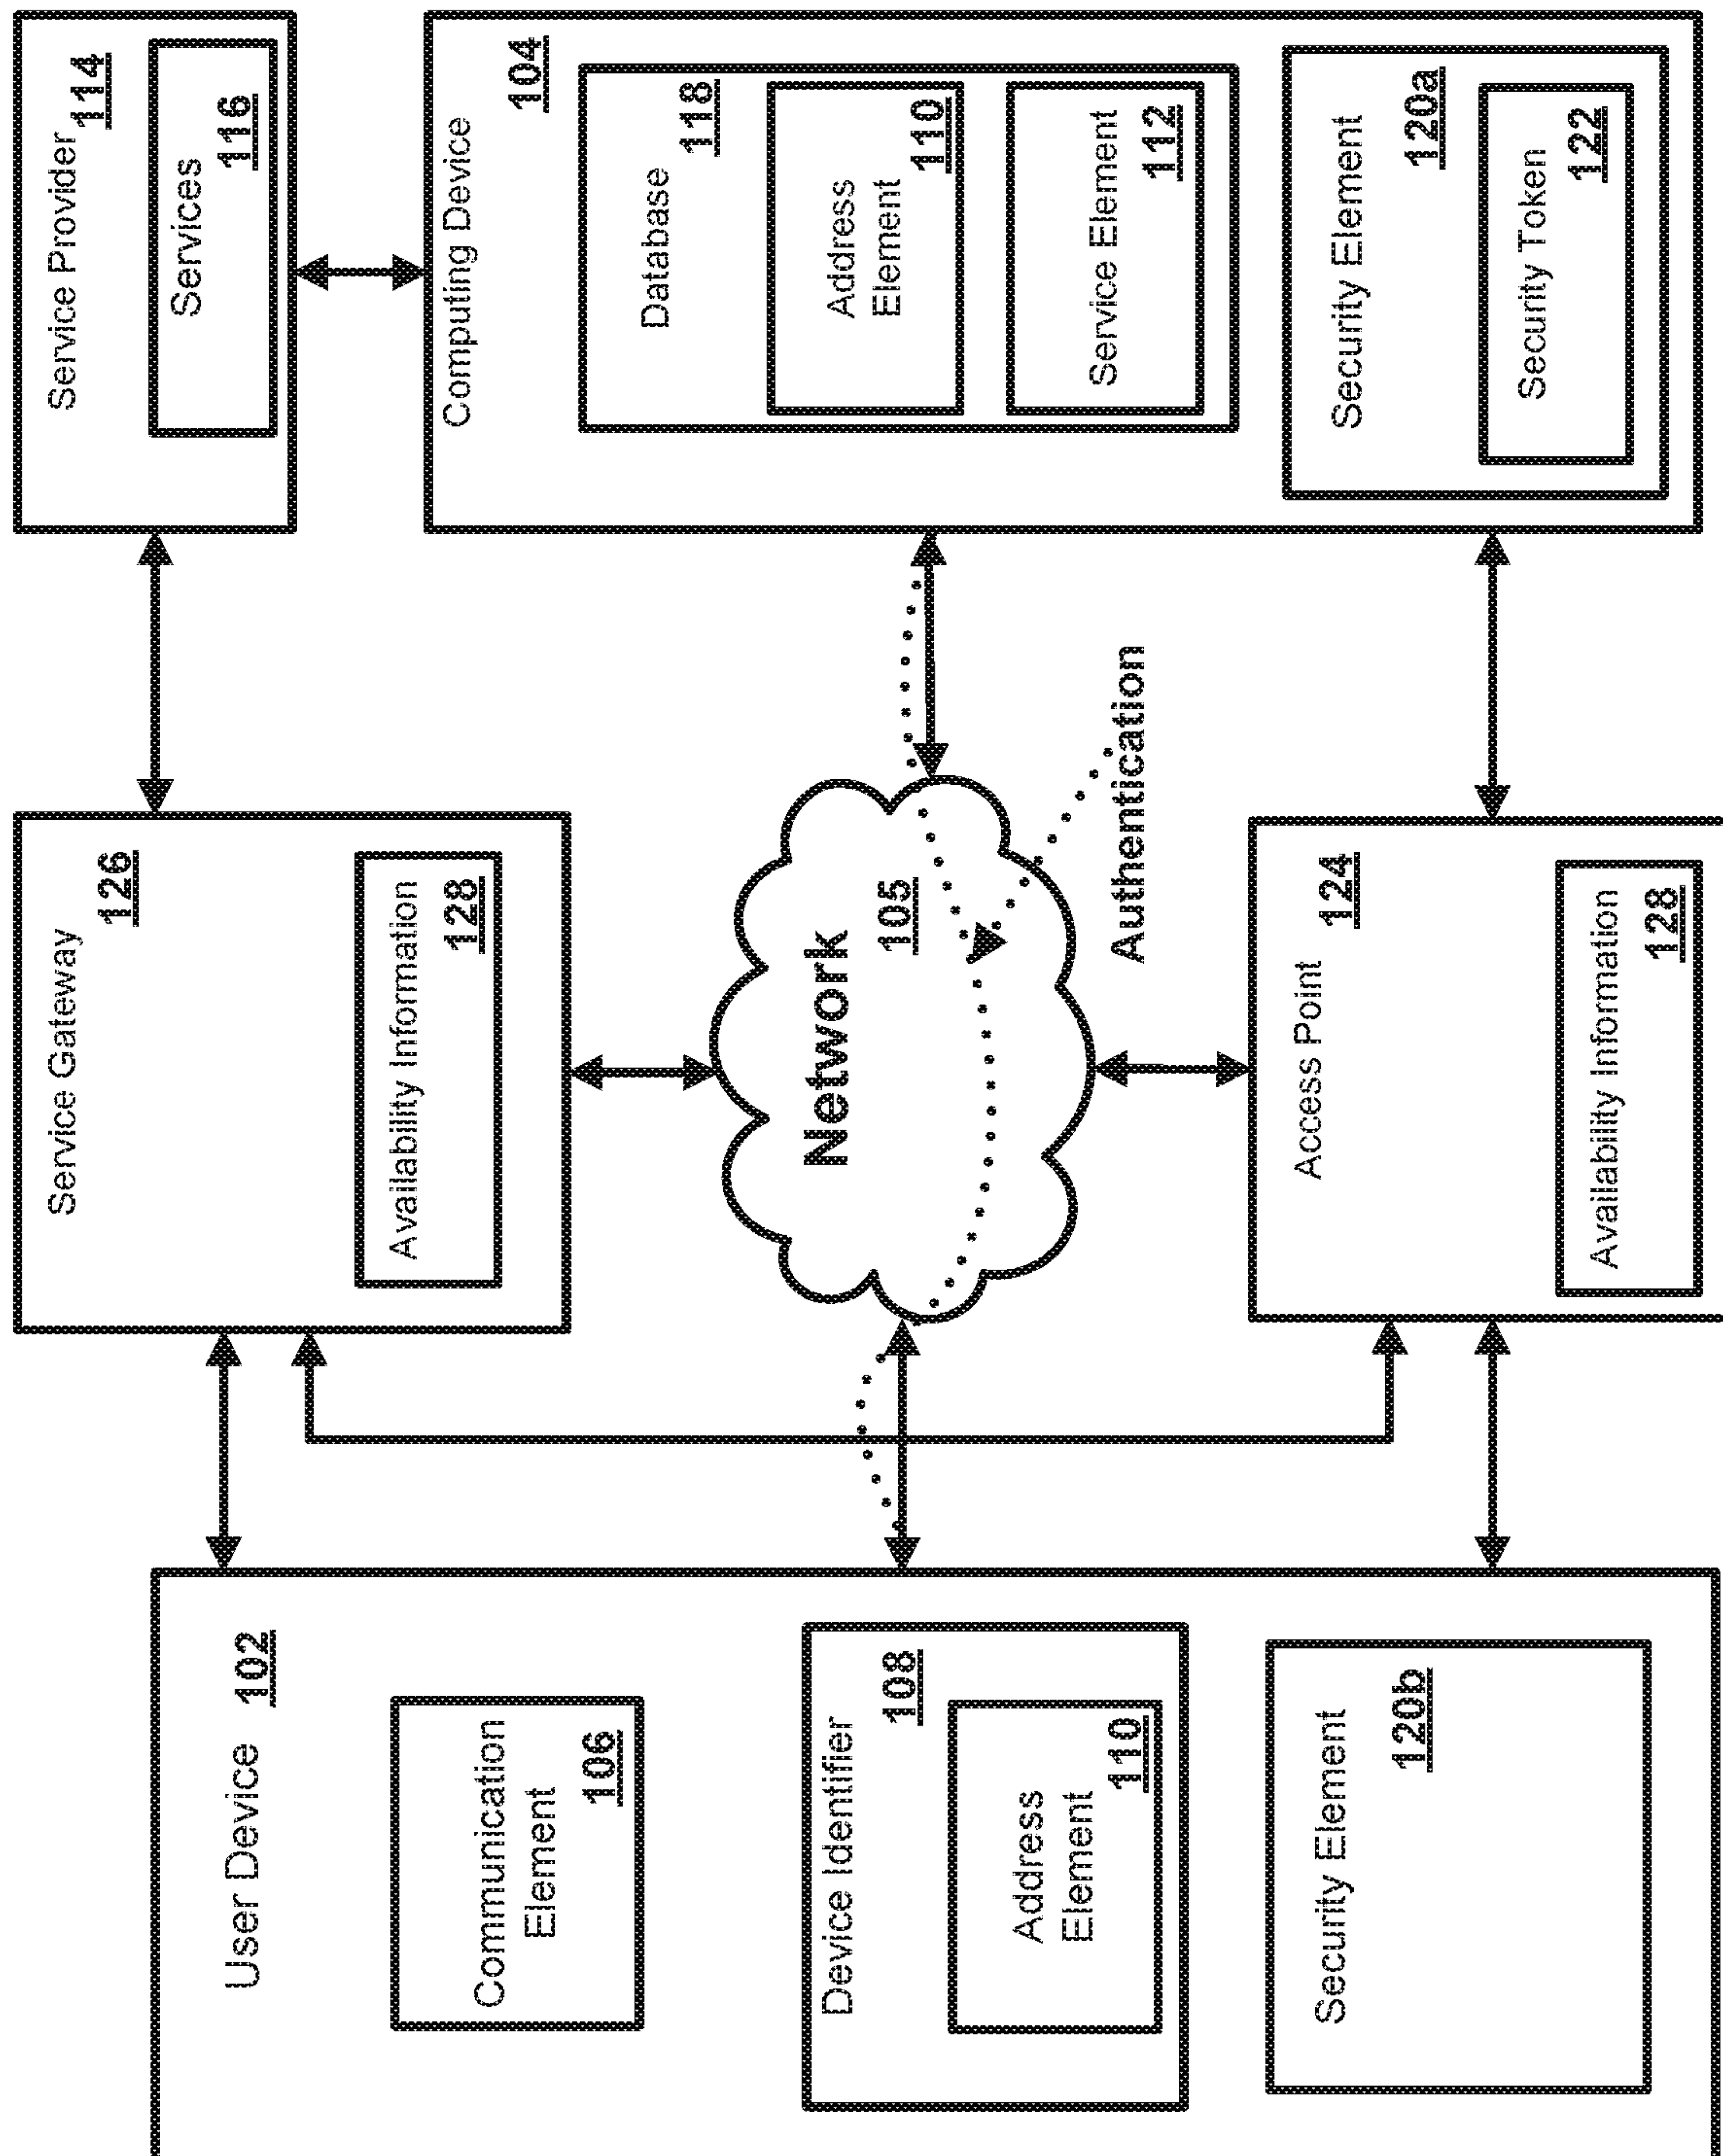 User Device 102
Communication
Element
106
Device Identifier
108
Address
Element
110
Security Element
120b
Service Gateway
126
Availability Information
128
Network
105
Authentication
Access Point
124
Availability Information
128
Service Provider
114
Services
116
Computing Device
104
Database
118
Address
Element
110
Service Element
112
Security Element
120a
Security Token
122